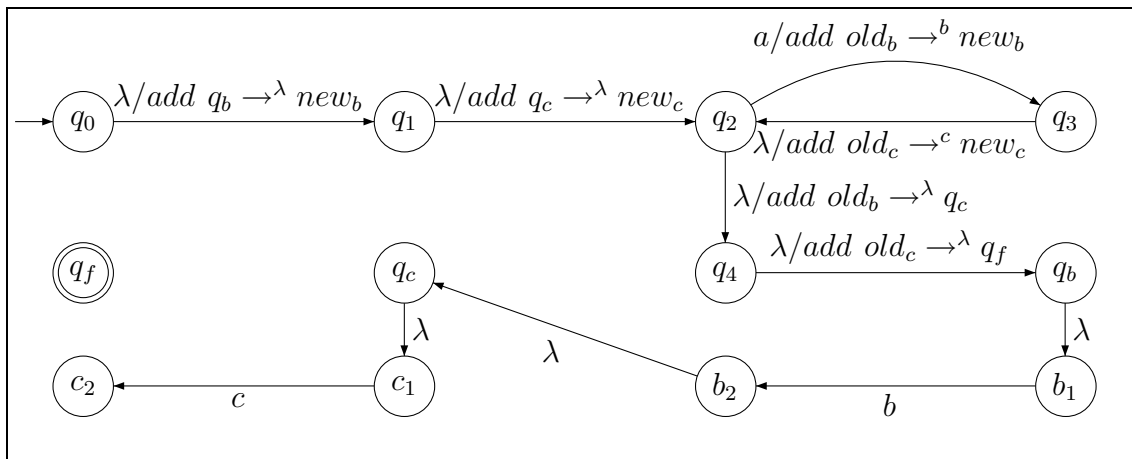 a/add old_b →^b new_b
λ/add q_b →^λ new_b λ/add q_c →^λ new_c
q_0 q_1 q_2 q_3
λ/add old_c →^c new_c
λ/add old_b →^λ q_c
λ/add old_c →^λ q_f
q_f q_c q_4 q_b
λ λ
λ
c_2 c_1 b_2 b_1
c b